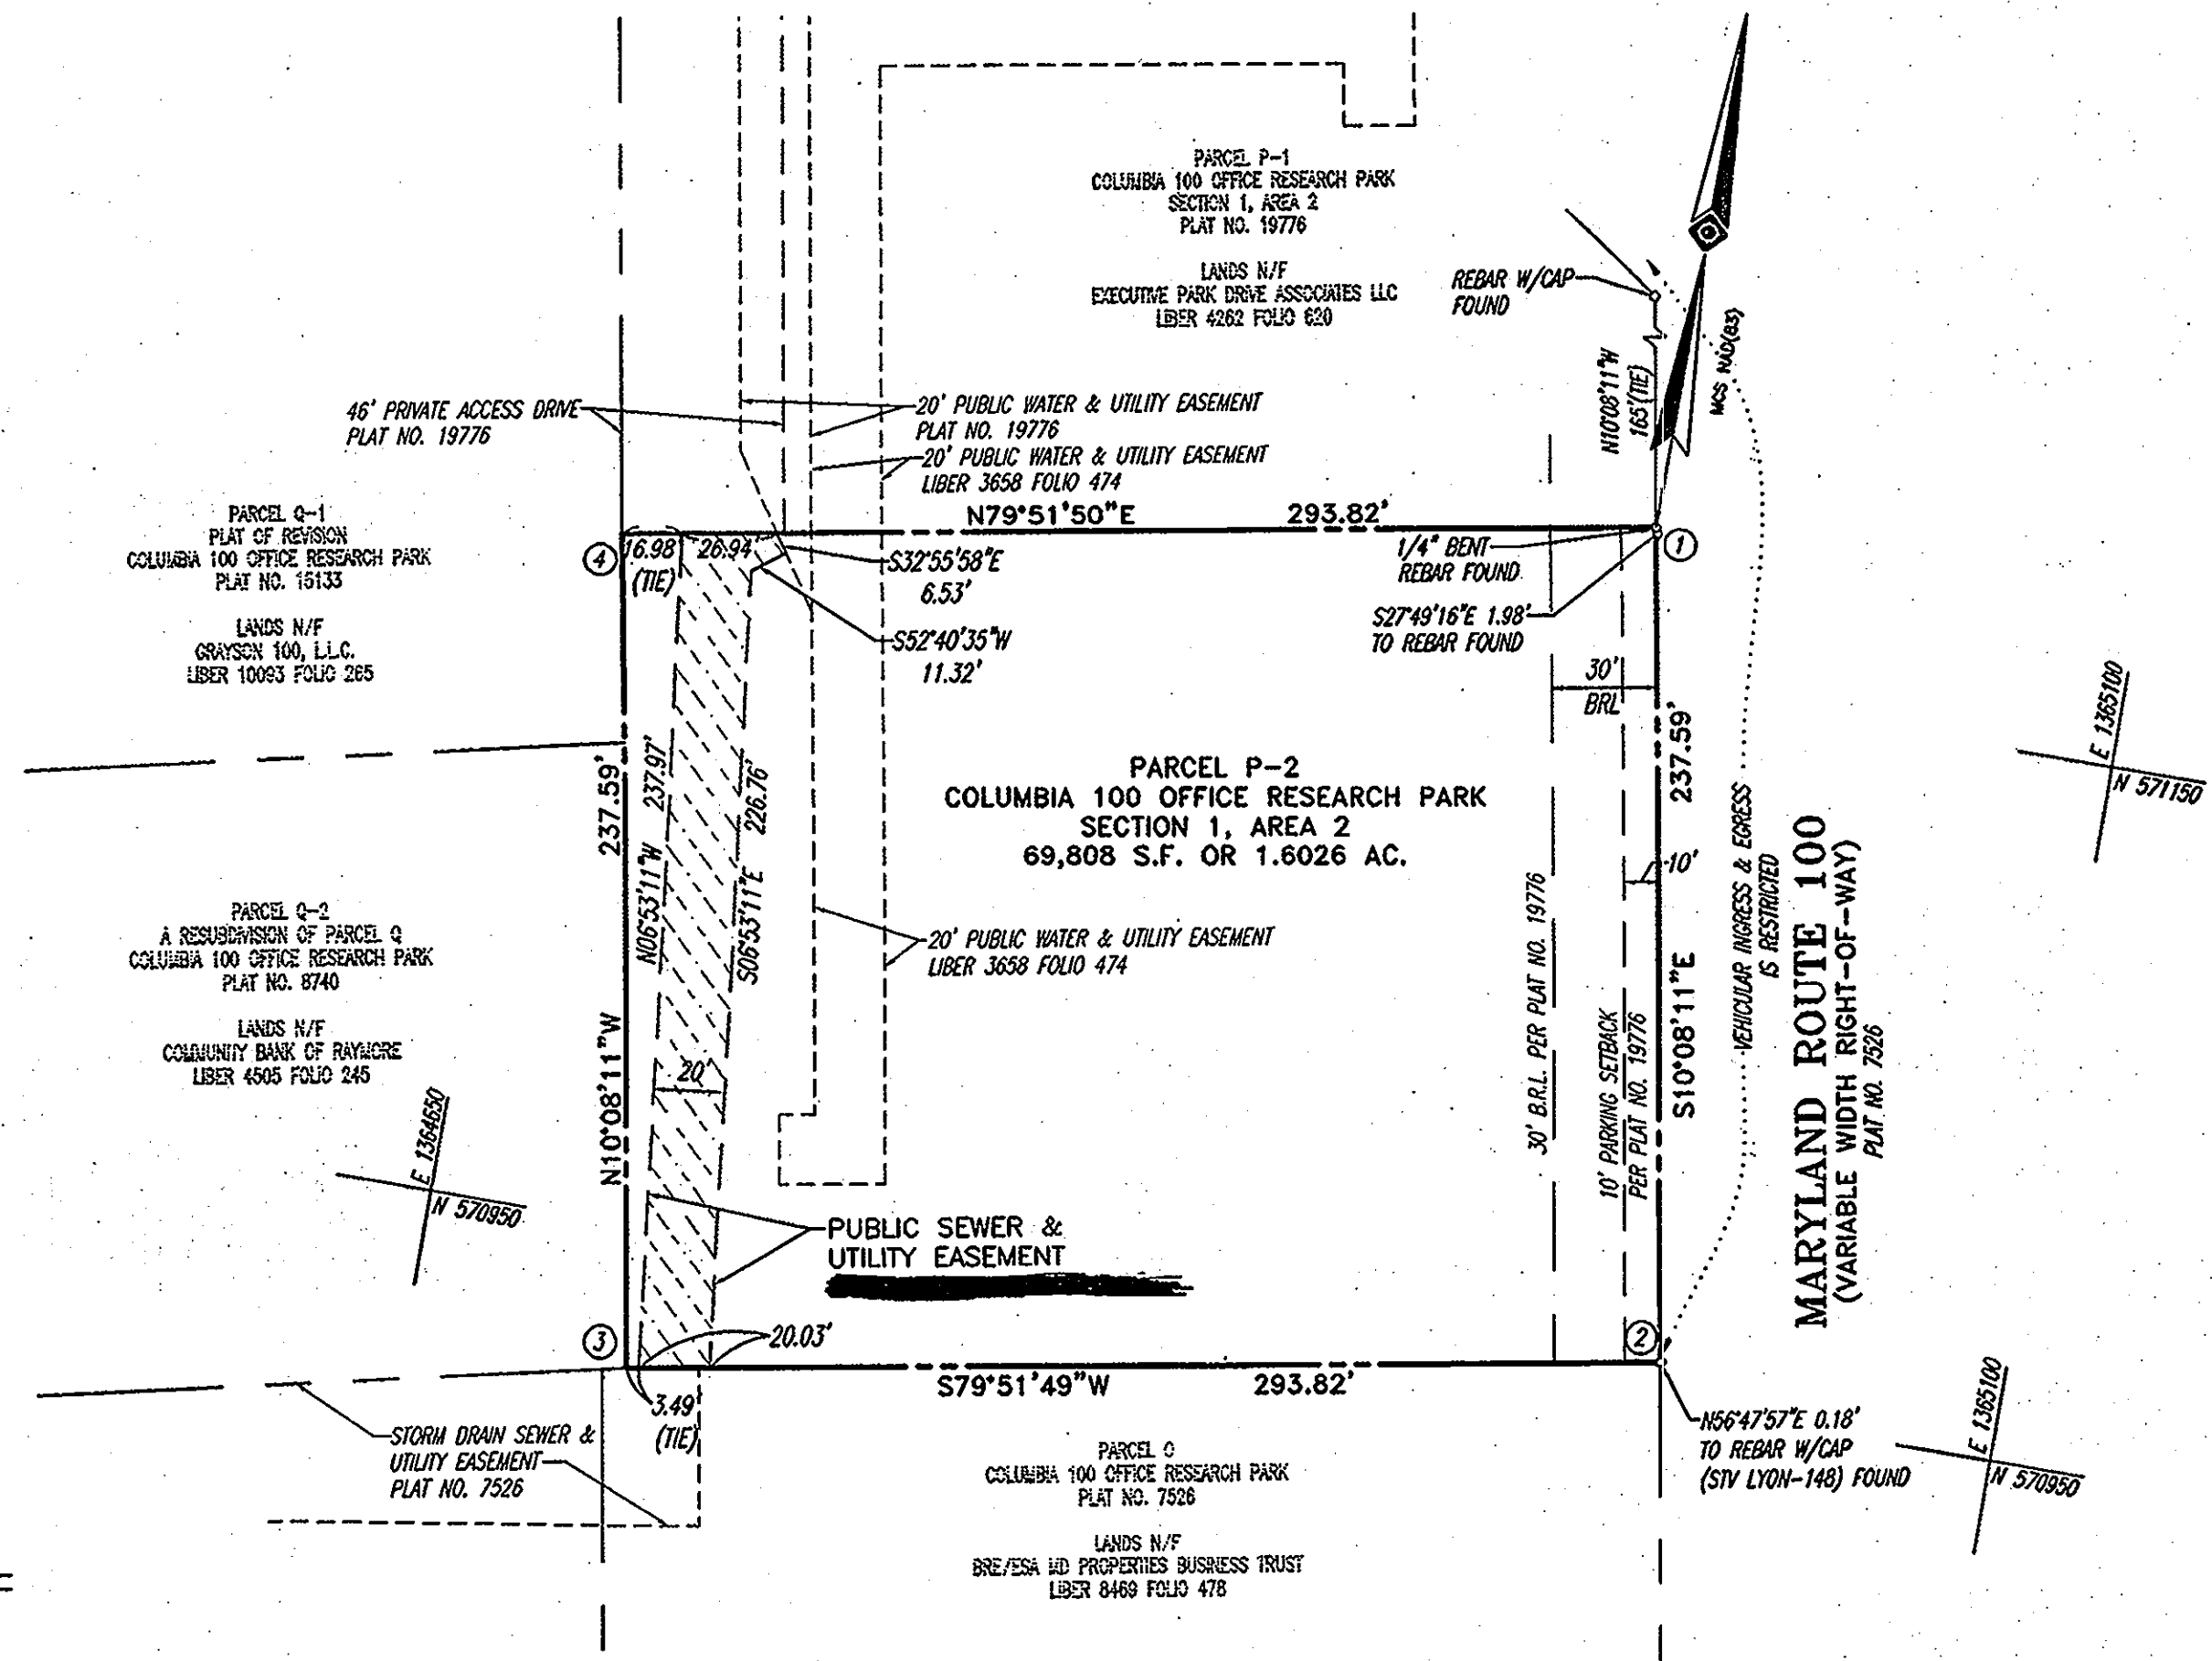 PARCEL P-1
COLUMBIA 100 OFFICE RESEARCH PARK
SECTION 1, AREA 2
PLAT NO. 19776
LANDS N/F
EXECUTIVE PARK DRIVE ASSOCIATES LLC
LIBER 4262 FOLIO 620
REBAR W/CAP
FOUND
N10°08'11"W
165'(TIE)
MCS NAD(83)
46' PRIVATE ACCESS DRIVE
PLAT NO. 19776
20' PUBLIC WATER & UTILITY EASEMENT
PLAT NO. 19776
20' PUBLIC WATER & UTILITY EASEMENT
LIBER 3658 FOLIO 474
N79°51'50"E 293.82'
PARCEL Q-1
PLAT OF REVISION
COLUMBIA 100 OFFICE RESEARCH PARK
PLAT NO. 15133
LANDS N/F
GRAYSON 100, L.L.C.
LIBER 10093 FOLIO 265
4
16.98
(TIE)
26.94'
S32°55'58"E
6.53'
S52°40'35"W
11.32'
1/4" BENT
REBAR FOUND
1
S27°49'16"E 1.98'
TO REBAR FOUND
30'
BRL
237.59'
S10°08'11"E
237.59'
N10°08'11"W
N06°53'11"W 237.97'
S06°53'11"E 226.76'
PARCEL P-2
COLUMBIA 100 OFFICE RESEARCH PARK
SECTION 1, AREA 2
69,808 S.F. OR 1.6026 AC.
10'
VEHICULAR INGRESS & EGRESS
IS RESTRICTED
MARYLAND ROUTE 100
(VARIABLE WIDTH RIGHT-OF-WAY)
PLAT NO. 7526
E 1365100
N 571150
30' B.R.L. PER PLAT NO. 19776
10' PARKING SETBACK
PER PLAT NO. 19776
PARCEL Q-2
A RESUBDIVISION OF PARCEL Q
COLUMBIA 100 OFFICE RESEARCH PARK
PLAT NO. 8740
LANDS N/F
COMMUNITY BANK OF RAYMORE
LIBER 4505 FOLIO 245
20' PUBLIC WATER & UTILITY EASEMENT
LIBER 3658 FOLIO 474
20'
E 1364650
N 570950
PUBLIC SEWER &
UTILITY EASEMENT
3
20.03'
2
S79°51'49"W 293.82'
3.49
(TIE)
STORM DRAIN SEWER &
UTILITY EASEMENT
PLAT NO. 7526
PARCEL O
COLUMBIA 100 OFFICE RESEARCH PARK
PLAT NO. 7526
LANDS N/F
BRE/ESA MD PROPERTIES BUSINESS TRUST
LIBER 8469 FOLIO 478
N56°47'57"E 0.18'
TO REBAR W/CAP
(STV LYON-148) FOUND
E 1365100
N 570950